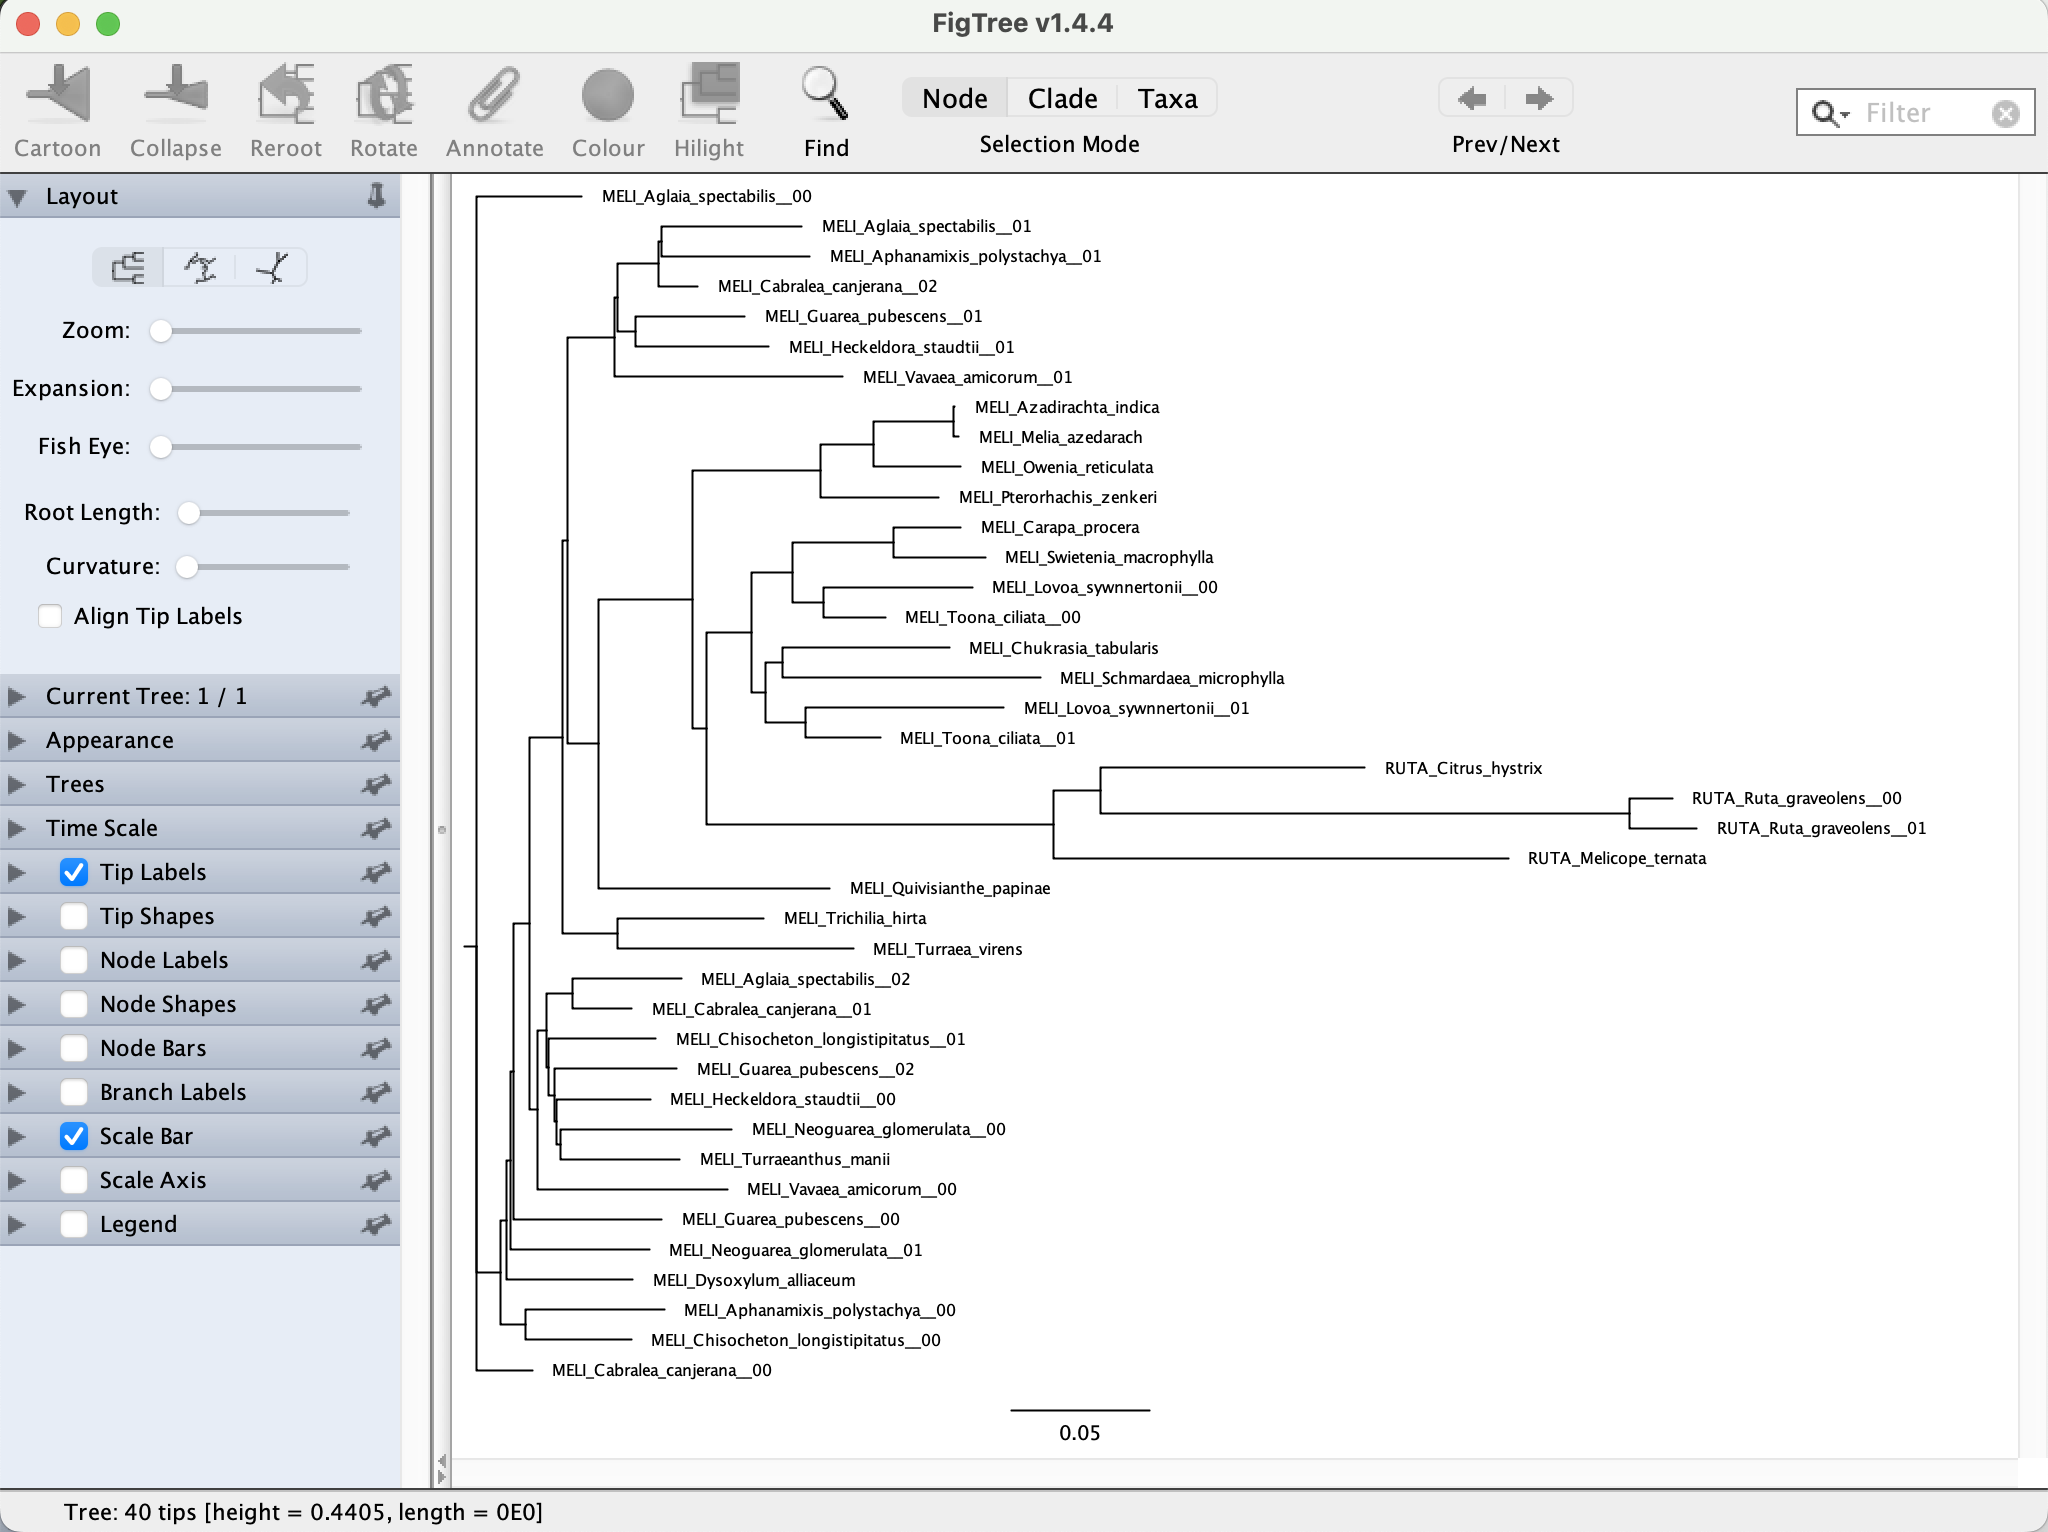 FigTree v1.4.4
Cartoon Collapse Reroot Rotate Annotate Colour Hilight Find
Node Clade Taxa
Selection Mode
Prev/Next
Filter
Layout
Zoom:
Expansion:
Fish Eye:
Root Length:
Curvature:
Align Tip Labels
Current Tree: 1 / 1
Appearance
Trees
Time Scale
Tip Labels
Tip Shapes
Node Labels
Node Shapes
Node Bars
Branch Labels
Scale Bar
Scale Axis
Legend
MELI_Aglaia_spectabilis__00
MELI_Aglaia_spectabilis__01
MELI_Aphanamixis_polystachya__01
MELI_Cabralea_canjerana__02
MELI_Guarea_pubescens__01
MELI_Heckeldora_staudtii__01
MELI_Vavaea_amicorum__01
MELI_Azadirachta_indica
MELI_Melia_azedarach
MELI_Owenia_reticulata
MELI_Pterorhachis_zenkeri
MELI_Carapa_procera
MELI_Swietenia_macrophylla
MELI_Lovoa_sywnnertonii__00
MELI_Toona_ciliata__00
MELI_Chukrasia_tabularis
MELI_Schmardaea_microphylla
MELI_Lovoa_sywnnertonii__01
MELI_Toona_ciliata__01
RUTA_Citrus_hystrix
RUTA_Ruta_graveolens__00
RUTA_Ruta_graveolens__01
RUTA_Melicope_ternata
MELI_Quivisianthe_papinae
MELI_Trichilia_hirta
MELI_Turraea_virens
MELI_Aglaia_spectabilis__02
MELI_Cabralea_canjerana__01
MELI_Chisocheton_longistipitatus__01
MELI_Guarea_pubescens__02
MELI_Heckeldora_staudtii__00
MELI_Neoguarea_glomerulata__00
MELI_Turraeanthus_manii
MELI_Vavaea_amicorum__00
MELI_Guarea_pubescens__00
MELI_Neoguarea_glomerulata__01
MELI_Dysoxylum_alliaceum
MELI_Aphanamixis_polystachya__00
MELI_Chisocheton_longistipitatus__00
MELI_Cabralea_canjerana__00
0.05
Tree: 40 tips [height = 0.4405, length = 0E0]